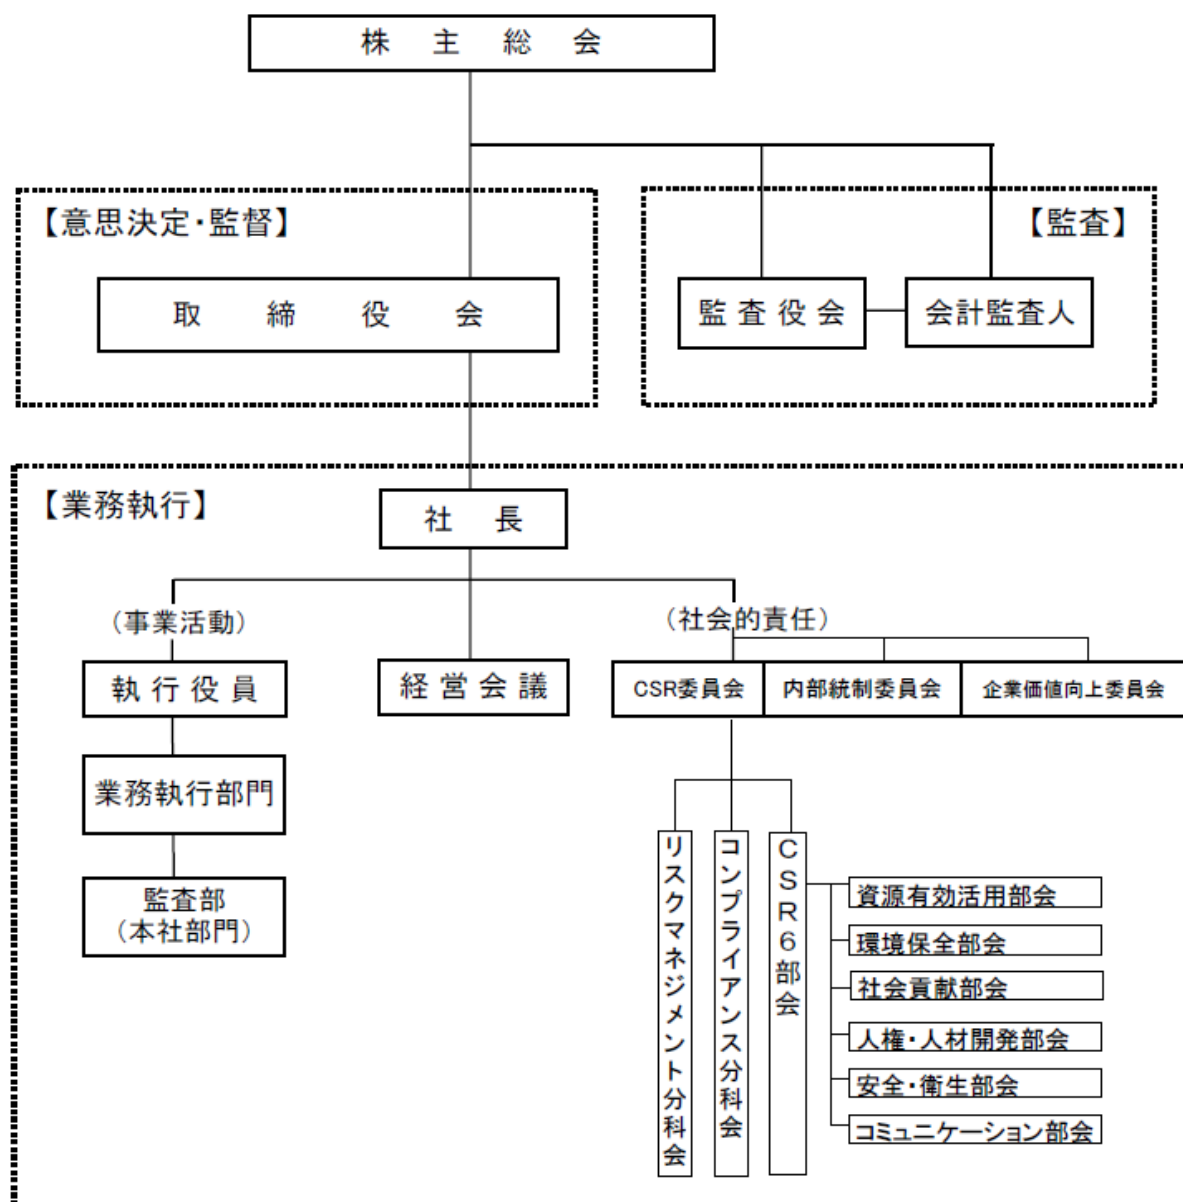 株主総会
【意思決定・監督】
【監査】
取締役会
監査役会
会計監査人
【業務執行】
社長
(事業活動)
(社会的責任)
執行役員
経営会議
CSR委員会
内部統制委員会
企業価値向上委員会
業務執行部門
監査部
(本社部門)
リスクマネジメント分科会
コンプライアンス分科会
CSR6部会
資源有効活用部会
環境保全部会
社会貢献部会
人権・人材開発部会
安全・衛生部会
コミュニケーション部会